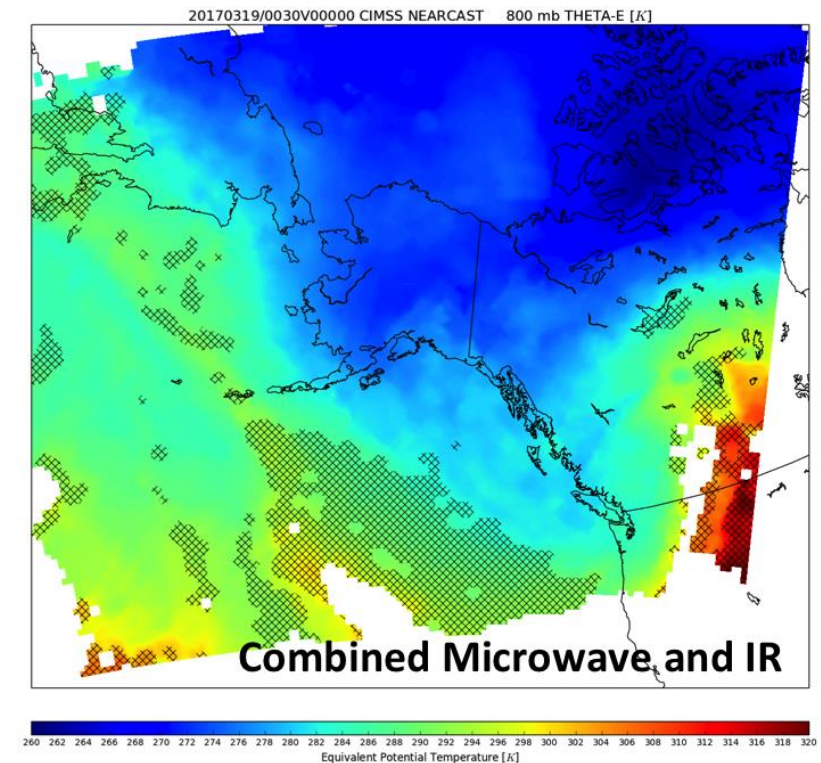 20170319/0030V00000 CIMSS NEARCAST 800 mb THETA-E [K]
Combined Microwave and IR
260 262 264 266 268 270 272 274 276 278 280 282 284 286 288 290 292 294 296 298 300 302 304 306 308 310 312 314 316 318 320
Equivalent Potential Temperature [K]